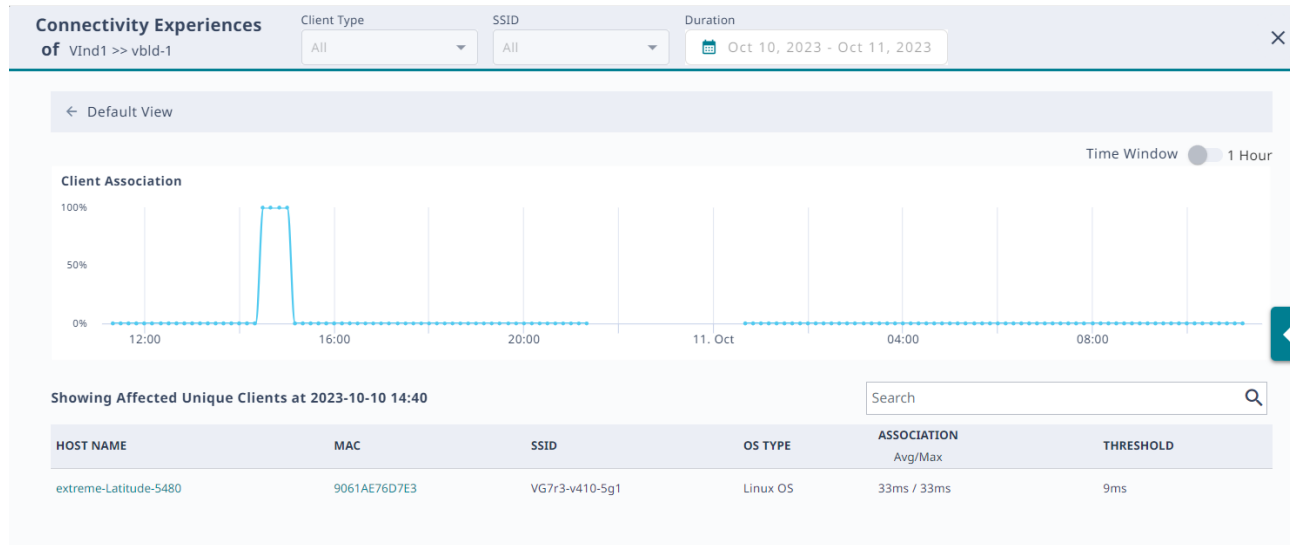 Connectivity Experiences
of VInd1 >> vbld-1
Client Type
All
SSID
All
Duration
Oct 10, 2023 - Oct 11, 2023
← Default View
Time Window 1 Hour
Client Association
100%
50%
0%
12:00 16:00 20:00 11. Oct 04:00 08:00
Showing Affected Unique Clients at 2023-10-10 14:40
Search
HOST NAME MAC SSID OS TYPE ASSOCIATION Avg/Max THRESHOLD
extreme-Latitude-5480 9061AE76D7E3 VG7r3-v410-5g1 Linux OS 33ms / 33ms 9ms